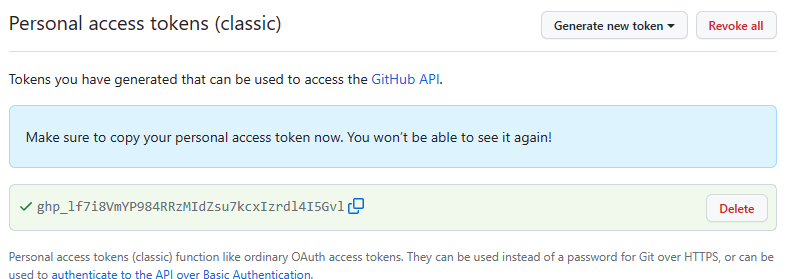 Personal access tokens (classic)
Generate new token
Revoke all
Tokens you have generated that can be used to access the GitHub API.
Make sure to copy your personal access token now. You won’t be able to see it again!
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
Delete
Personal access tokens (classic) function like ordinary OAuth access tokens. They can be used instead of a password for Git over HTTPS, or can be
used to authenticate to the API over Basic Authentication.